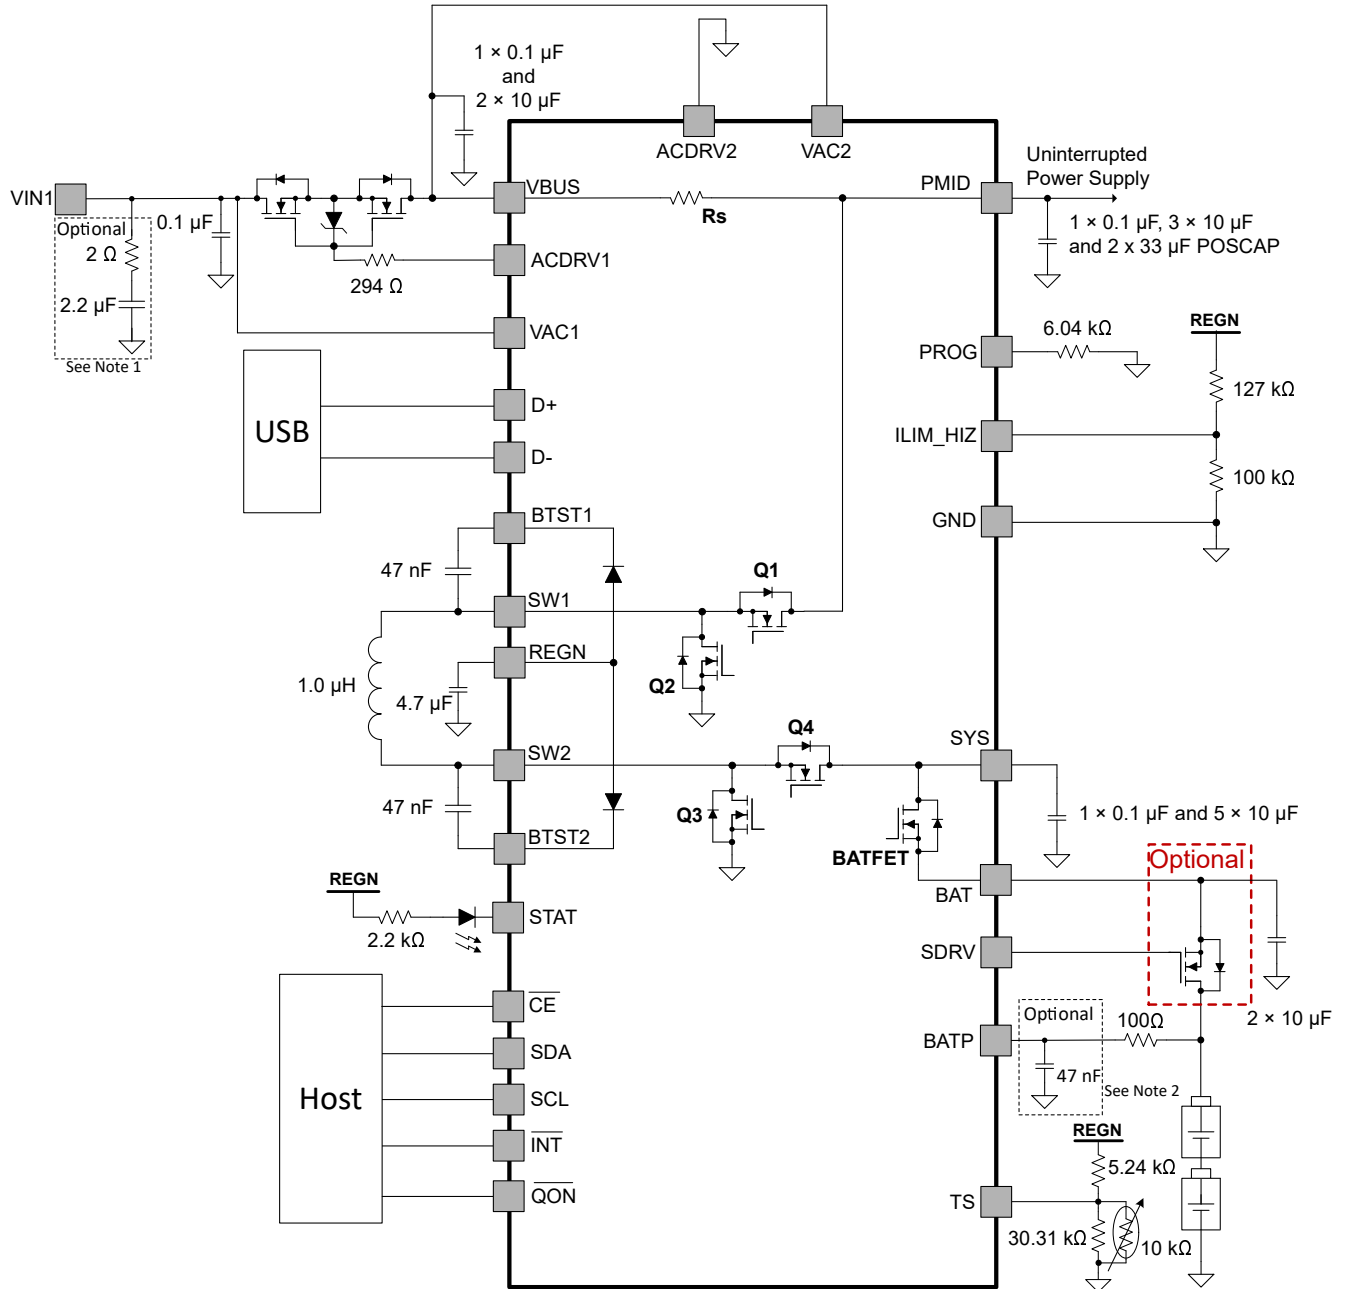 1 × 0.1 µF
and
2 × 10 µF
ACDRV2
VAC2
Uninterrupted
Power Supply
VIN1
VBUS
PMID
Rs
Optional
2 Ω
2.2 µF
See Note 1
0.1 µF
294 Ω
ACDRV1
1 × 0.1 µF, 3 × 10 µF
and 2 x 33 µF POSCAP
VAC1
6.04 kΩ
REGN
PROG
127 kΩ
USB
D+
D-
ILIM_HIZ
100 kΩ
GND
BTST1
47 nF
Q1
SW1
REGN
Q2
1.0 µH
4.7 µF
SW2
Q4
SYS
47 nF
Q3
BTST2
BATFET
1 × 0.1 µF and 5 × 10 µF
Optional
BAT
REGN
2.2 kΩ
STAT
SDRV
2 × 10 µF
Host
CE
SDA
SCL
INT
QON
BATP
Optional
47 nF
100Ω
See Note 2
REGN
5.24 kΩ
TS
30.31 kΩ
10 kΩ